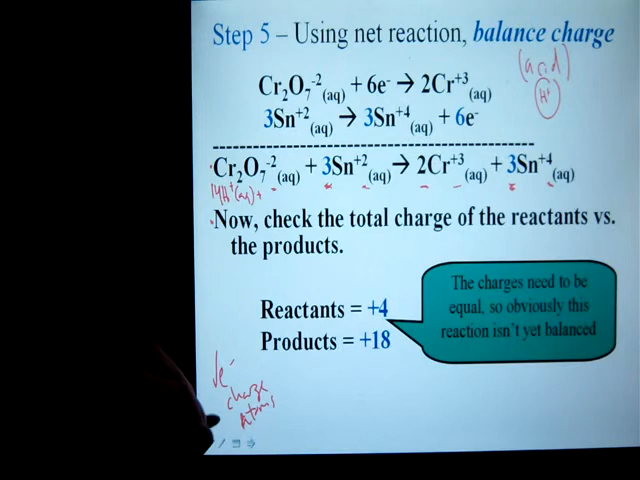 Step 5 – Using net reaction, balance charge
(acid)
H⁺
Cr₂O₇⁻²(aq) + 6e⁻ → 2Cr⁺³(aq)
3Sn⁺²(aq) → 3Sn⁺⁴(aq) + 6e⁻
Cr₂O₇⁻²(aq) + 3Sn⁺²(aq) → 2Cr⁺³(aq) + 3Sn⁺⁴(aq)
14H⁺(aq) +
Now, check the total charge of the reactants vs.
the products.
The charges need to be
equal, so obviously this
reaction isn't yet balanced
Reactants = +4
Products = +18
√e⁻
charge
Atoms